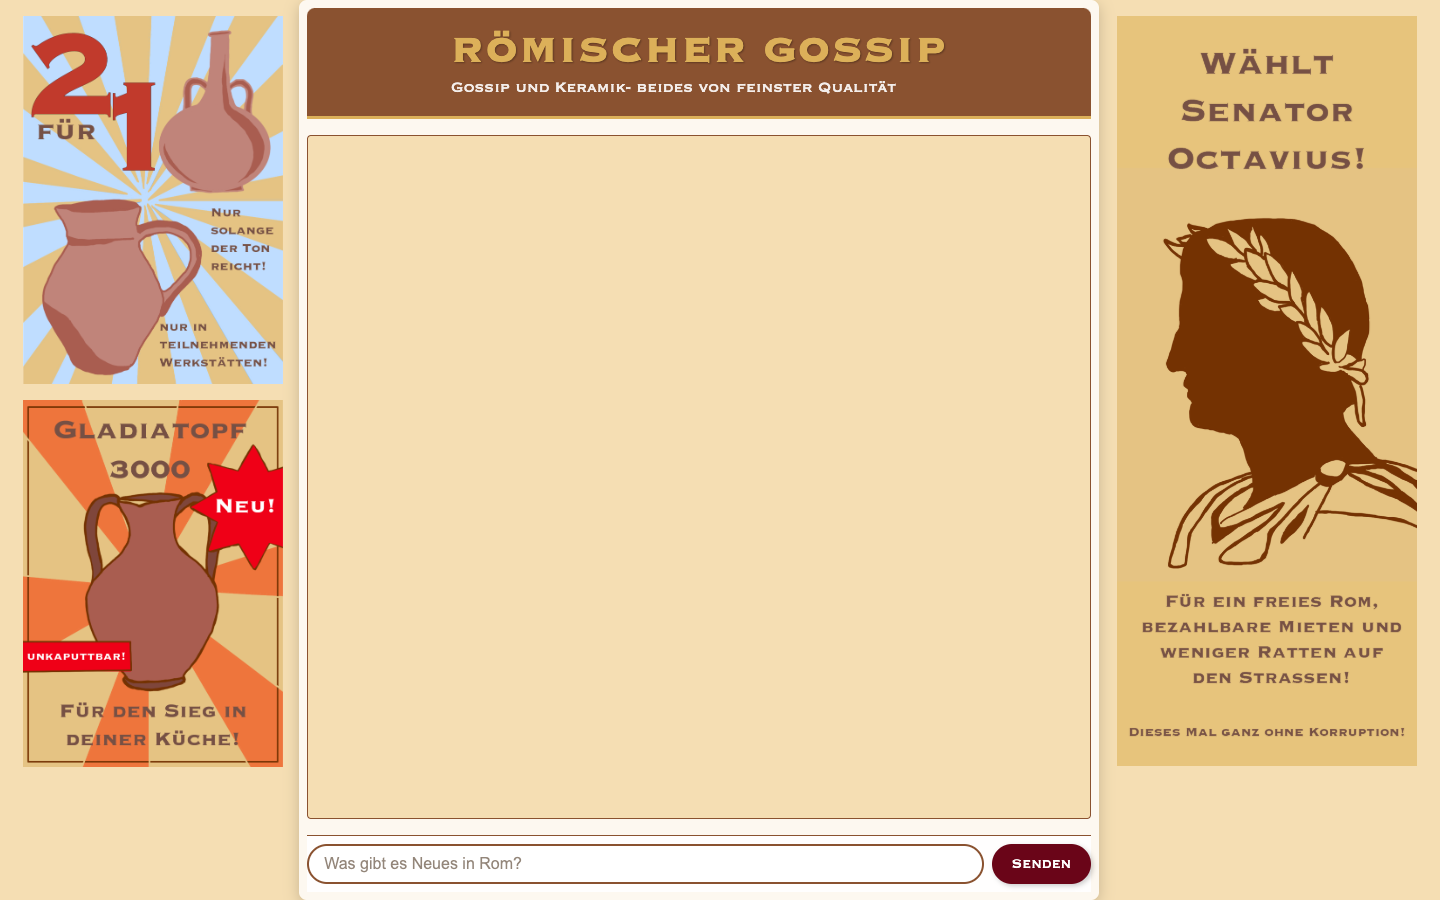 2
FÜR
1
NUR
SOLANGE
DER TON
REICHT!
NUR IN
TEILNEHMENDEN
WERKSTÄTTEN!
GLADIATOPF
3000
NEU!
UNKAPUTTBAR!
FÜR DEN SIEG IN
DEINER KÜCHE!
RÖMISCHER GOSSIP
GOSSIP UND KERAMIK- BEIDES VON FEINSTER QUALITÄT
Was gibt es Neues in Rom?
SENDEN
WÄHLT
SENATOR
OCTAVIUS!
FÜR EIN FREIES ROM,
BEZAHLBARE MIETEN UND
WENIGER RATTEN AUF
DEN STRASSEN!
DIESES MAL GANZ OHNE KORRUPTION!